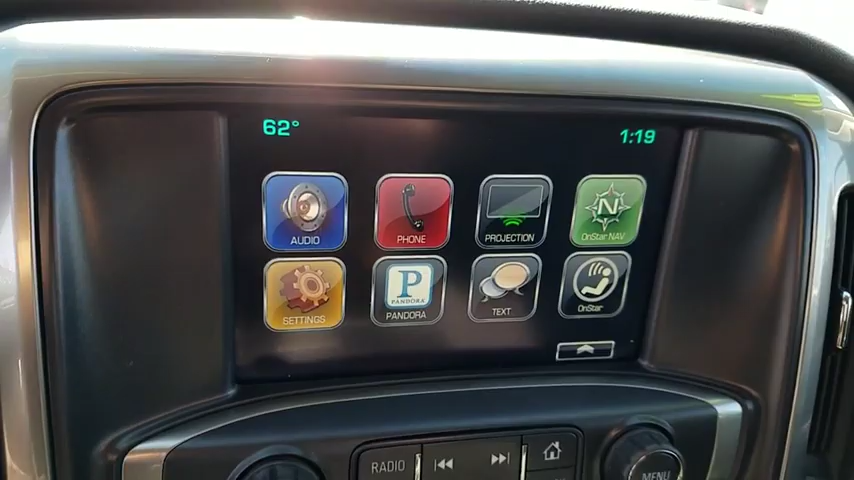 62° 1:19
AUDIO PHONE PROJECTION N OnStar NAV
SETTINGS P PANDORA PANDORA TEXT OnStar
RADIO MENU